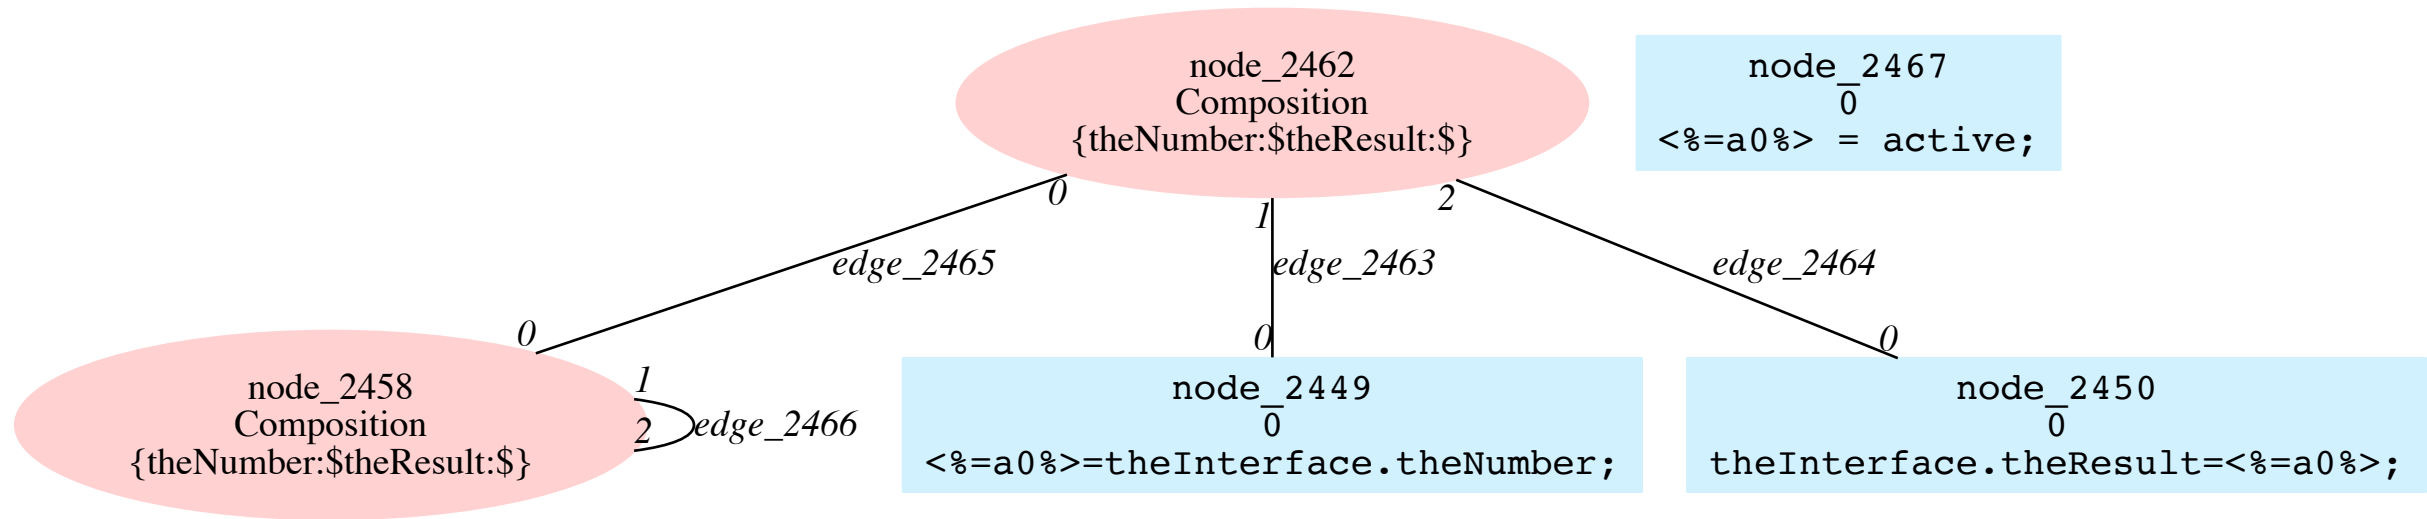 node_2462
Composition
{theNumber:$theResult:$}
node_2467
0
<%=a0%> = active;
0
1
2
edge_2465
edge_2463
edge_2464
0
0
0
node_2458
Composition
{theNumber:$theResult:$}
1
2
edge_2466
node_2449
0
<%=a0%>=theInterface.theNumber;
node_2450
0
theInterface.theResult=<%=a0%>;